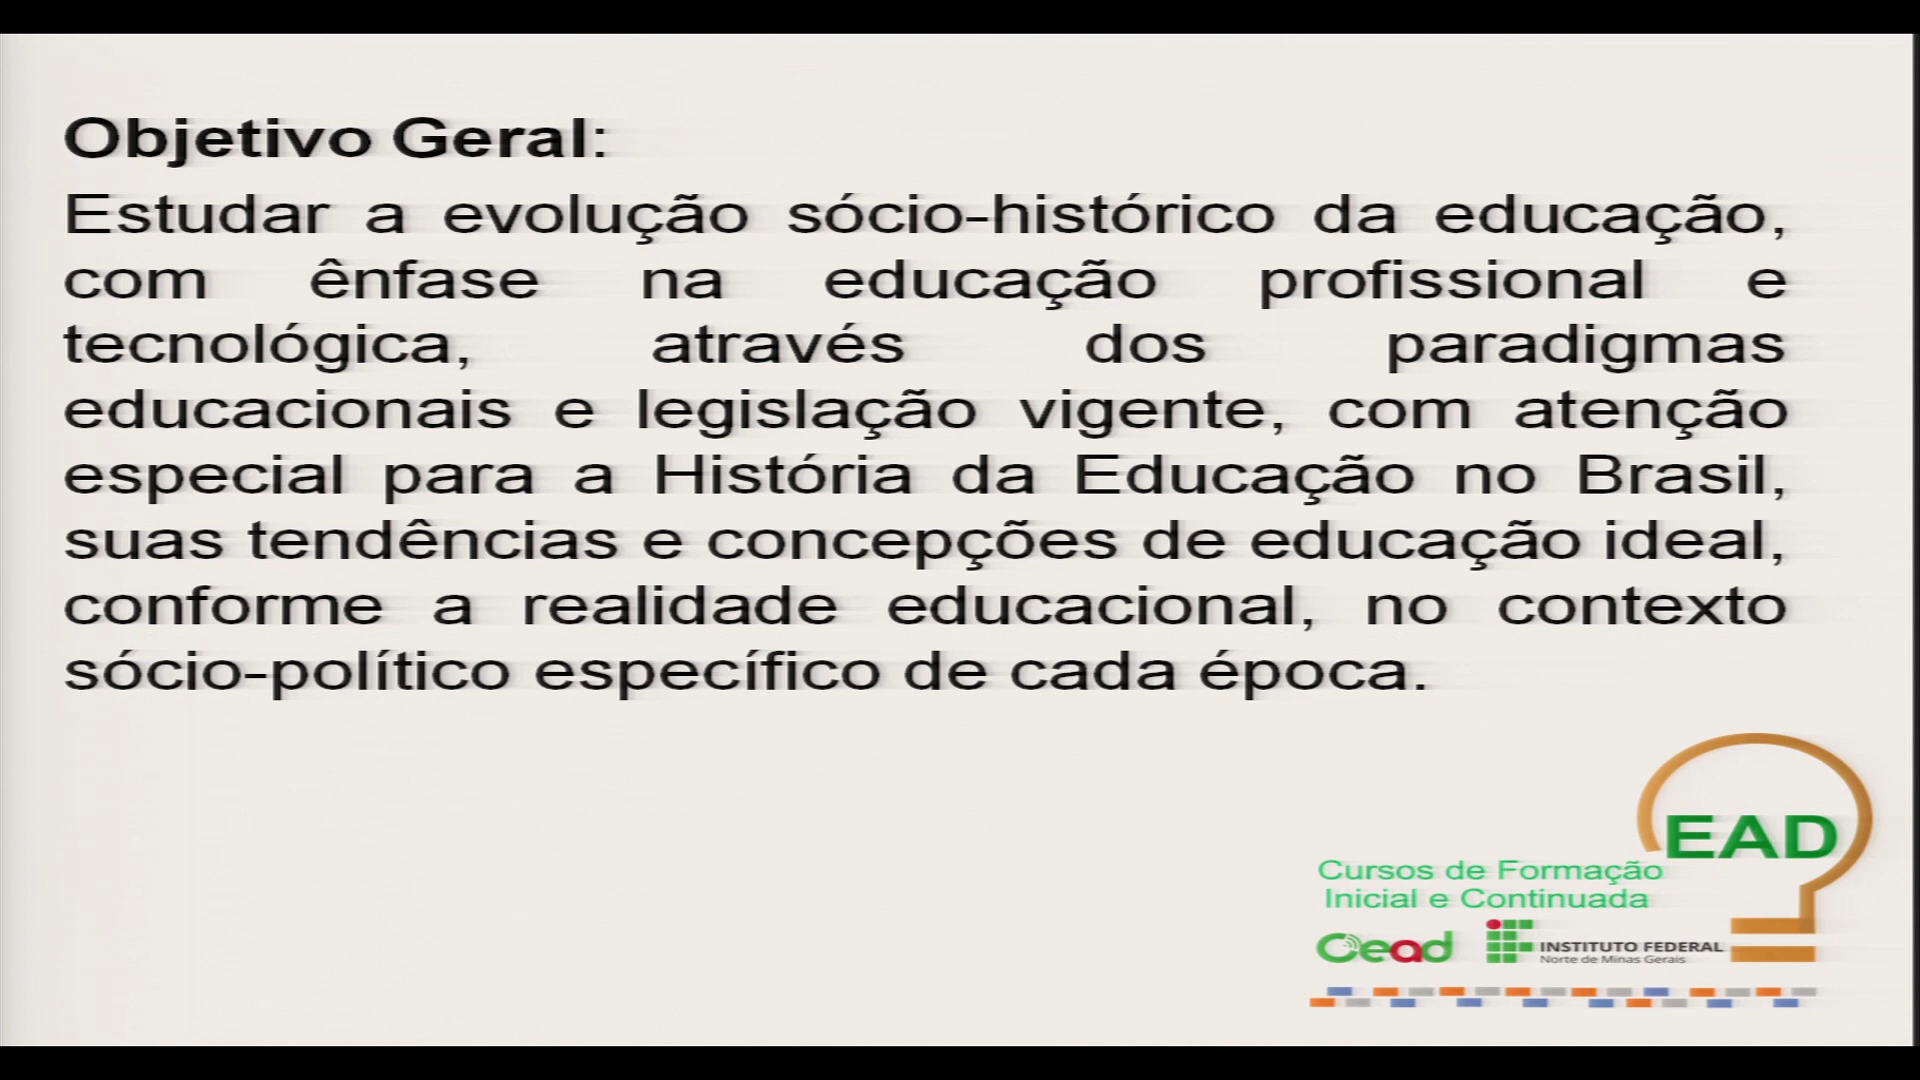 Objetivo Geral:
Estudar a evolução sócio-histórico da educação,
com ênfase na educação profissional e
tecnológica, através dos paradigmas
educacionais e legislação vigente, com atenção
especial para a História da Educação no Brasil,
suas tendências e concepções de educação ideal,
conforme a realidade educacional, no contexto
sócio-político específico de cada época.
EAD
Cursos de Formação
Inicial e Continuada
Cead
INSTITUTO FEDERAL
Norte de Minas Gerais